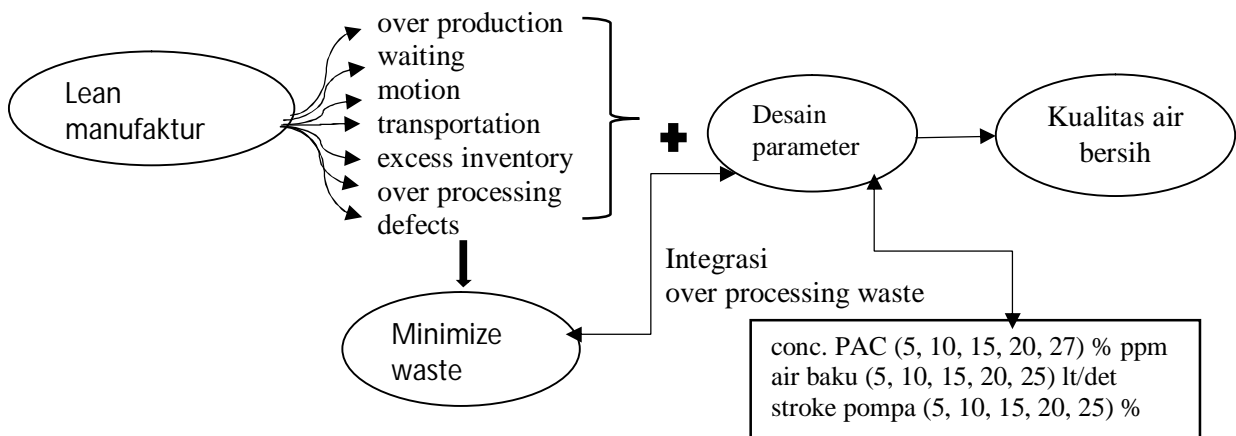 Lean
manufaktur
over production
waiting
motion
transportation
excess inventory
over processing
defects
Desain
parameter
Kualitas air
bersih
Integrasi
over processing waste
Minimize
waste
conc. PAC (5, 10, 15, 20, 27) % ppm
air baku (5, 10, 15, 20, 25) lt/det
stroke pompa (5, 10, 15, 20, 25) %